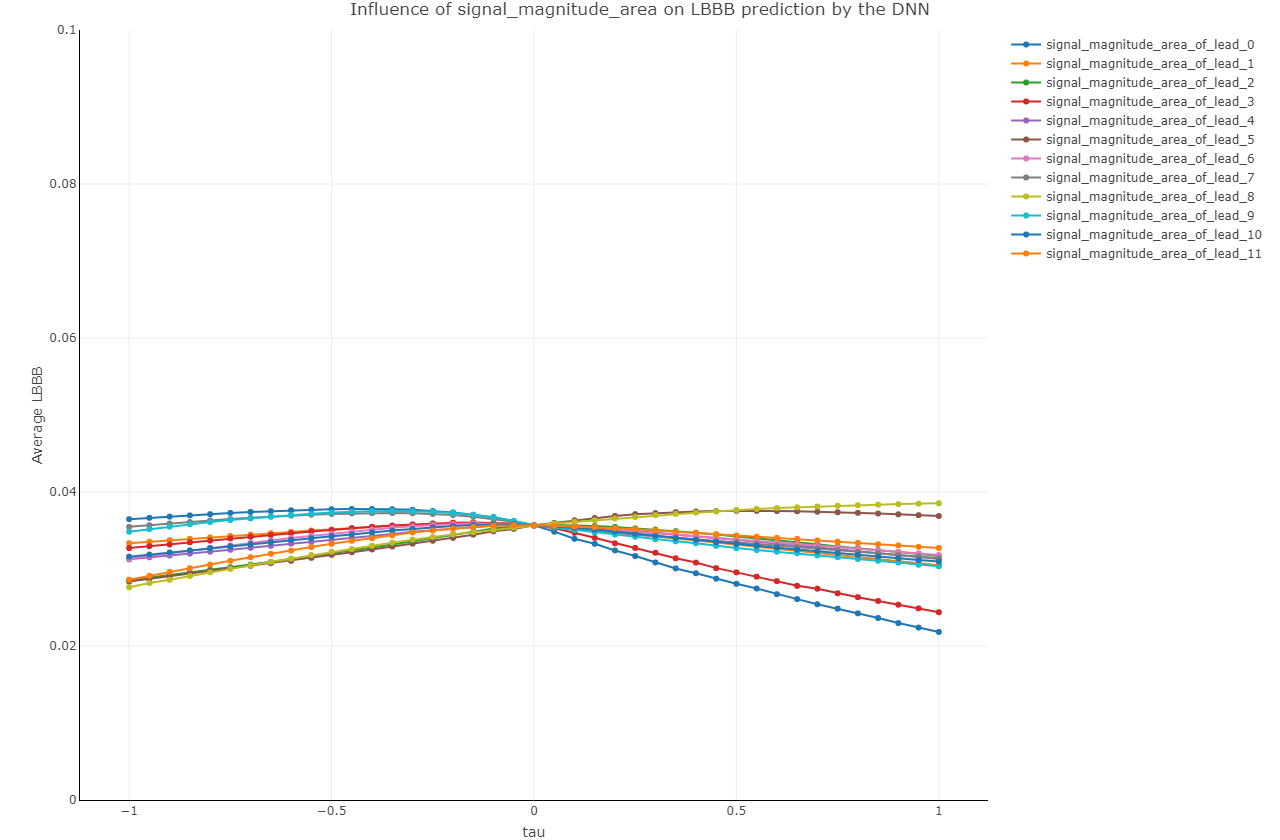 Influence of signal_magnitude_area on LBBB prediction by the DNN
0.1
0.08
0.06
0.04
0.02
0
Average LBBB
−1
−0.5
0
0.5
1
tau
signal_magnitude_area_of_lead_0
signal_magnitude_area_of_lead_1
signal_magnitude_area_of_lead_2
signal_magnitude_area_of_lead_3
signal_magnitude_area_of_lead_4
signal_magnitude_area_of_lead_5
signal_magnitude_area_of_lead_6
signal_magnitude_area_of_lead_7
signal_magnitude_area_of_lead_8
signal_magnitude_area_of_lead_9
signal_magnitude_area_of_lead_10
signal_magnitude_area_of_lead_11